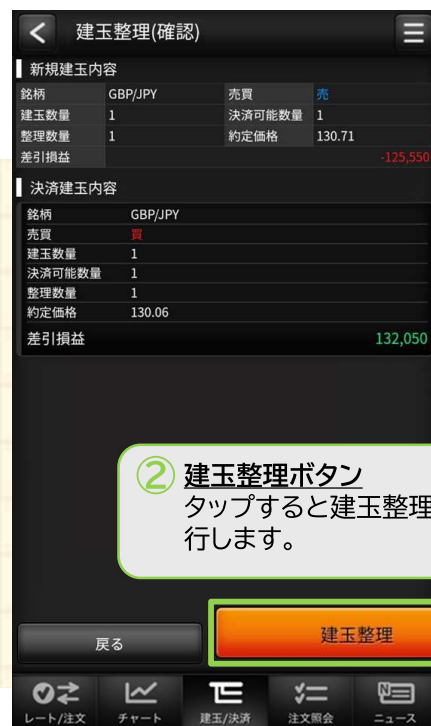 建玉整理(確認)
新規建玉内容
銘柄 GBP/JPY 売買 売
建玉数量 1 決済可能数量 1
整理数量 1 約定価格 130.71
差引損益 -125,550
決済建玉内容
銘柄 GBP/JPY
売買 買
建玉数量 1
決済可能数量 1
整理数量 1
約定価格 130.06
差引損益 132,050
② 建玉整理ボタン
タップすると建玉整理
行します。
戻る 建玉整理
レート/注文 チャート 建玉/決済 注文照会 ニュース